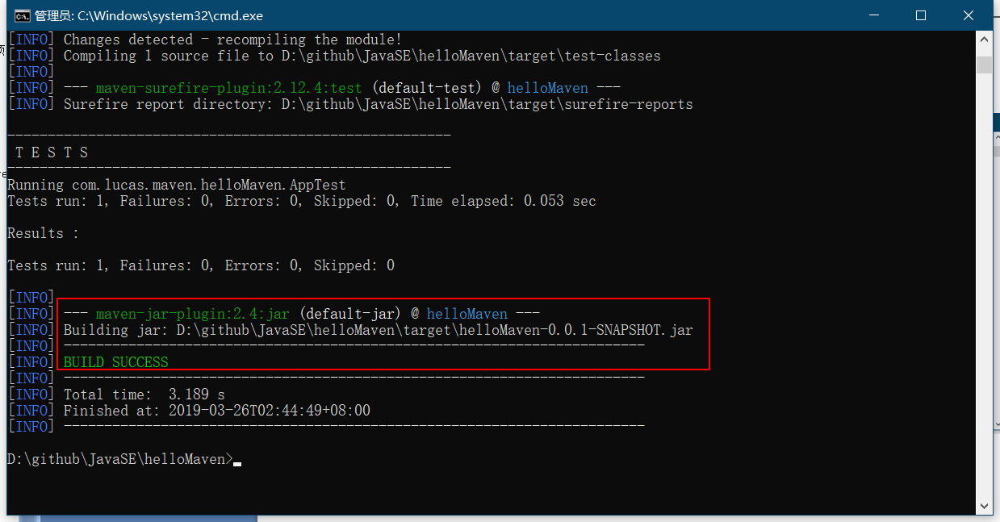 管理员: C:\Windows\system32\cmd.exe
[INFO] Changes detected - recompiling the module!
[INFO] Compiling 1 source file to D:\github\JavaSE\helloMaven\target\test-classes
[INFO]
[INFO] --- maven-surefire-plugin:2.12.4:test (default-test) @ helloMaven ---
[INFO] Surefire report directory: D:\github\JavaSE\helloMaven\target\surefire-reports
-------------------------------------------------------
T E S T S
-------------------------------------------------------
Running com.lucas.maven.helloMaven.AppTest
Tests run: 1, Failures: 0, Errors: 0, Skipped: 0, Time elapsed: 0.053 sec
Results :
Tests run: 1, Failures: 0, Errors: 0, Skipped: 0
[INFO]
[INFO] --- maven-jar-plugin:2.4:jar (default-jar) @ helloMaven ---
[INFO] Building jar: D:\github\JavaSE\helloMaven\target\helloMaven-0.0.1-SNAPSHOT.jar
[INFO] ------------------------------------------------------------------------
[INFO] BUILD SUCCESS
[INFO] ------------------------------------------------------------------------
[INFO] Total time:  3.189 s
[INFO] Finished at: 2019-03-26T02:44:49+08:00
[INFO] ------------------------------------------------------------------------
D:\github\JavaSE\helloMaven>